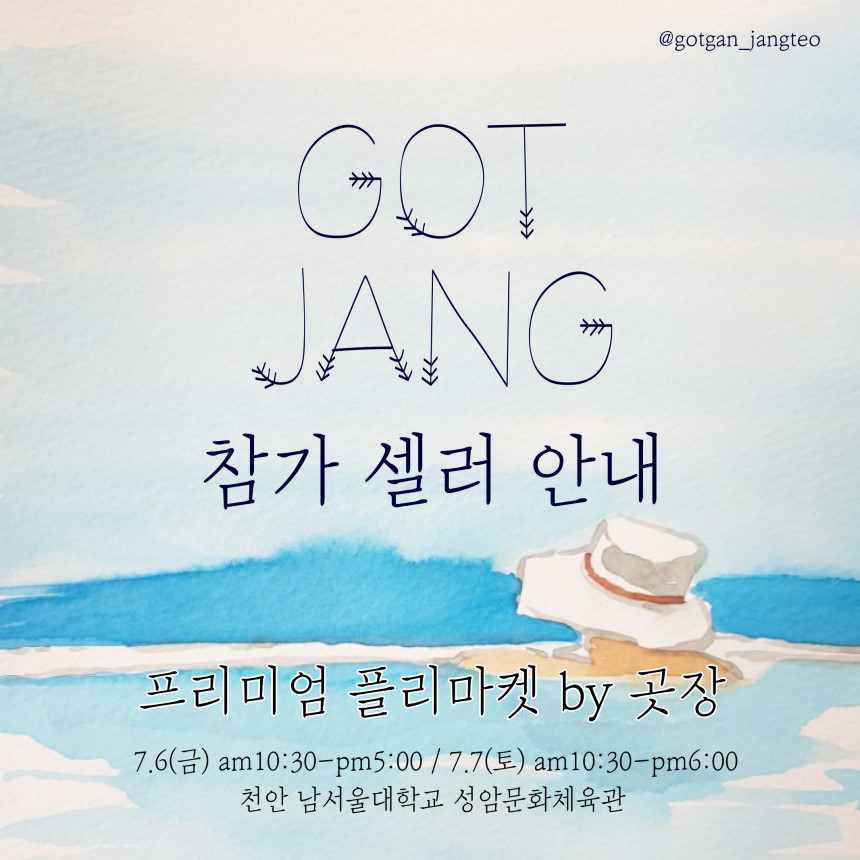 @gotgan_jangteo
GOT
JANG
참가 셀러 안내
프리미엄 플리마켓 by 곳장
7.6(금) am10:30-pm5:00 / 7.7(토) am10:30-pm6:00
천안 남서울대학교 성암문화체육관